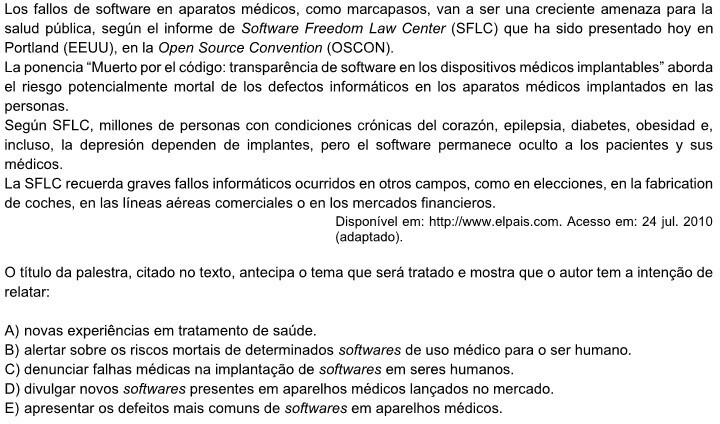 Los fallos de software en aparatos médicos, como marcapasos, van a ser una creciente amenaza para la
salud pública, según el informe de Software Freedom Law Center (SFLC) que ha sido presentado hoy en
Portland (EEUU), en la Open Source Convention (OSCON).
La ponencia “Muerto por el código: transparência de software en los dispositivos médicos implantables” aborda
el riesgo potencialmente mortal de los defectos informáticos en los aparatos médicos implantados en las
personas.
Según SFLC, millones de personas con condiciones crónicas del corazón, epilepsia, diabetes, obesidad e,
incluso, la depresión dependen de implantes, pero el software permanece oculto a los pacientes y sus
médicos.
La SFLC recuerda graves fallos informáticos ocurridos en otros campos, como en elecciones, en la fabrication
de coches, en las líneas aéreas comerciales o en los mercados financieros.
Disponível em: http://www.elpais.com. Acesso em: 24 jul. 2010
(adaptado).
O título da palestra, citado no texto, antecipa o tema que será tratado e mostra que o autor tem a intenção de
relatar:
A) novas experiências em tratamento de saúde.
B) alertar sobre os riscos mortais de determinados softwares de uso médico para o ser humano.
C) denunciar falhas médicas na implantação de softwares em seres humanos.
D) divulgar novos softwares presentes em aparelhos médicos lançados no mercado.
E) apresentar os defeitos mais comuns de softwares em aparelhos médicos.